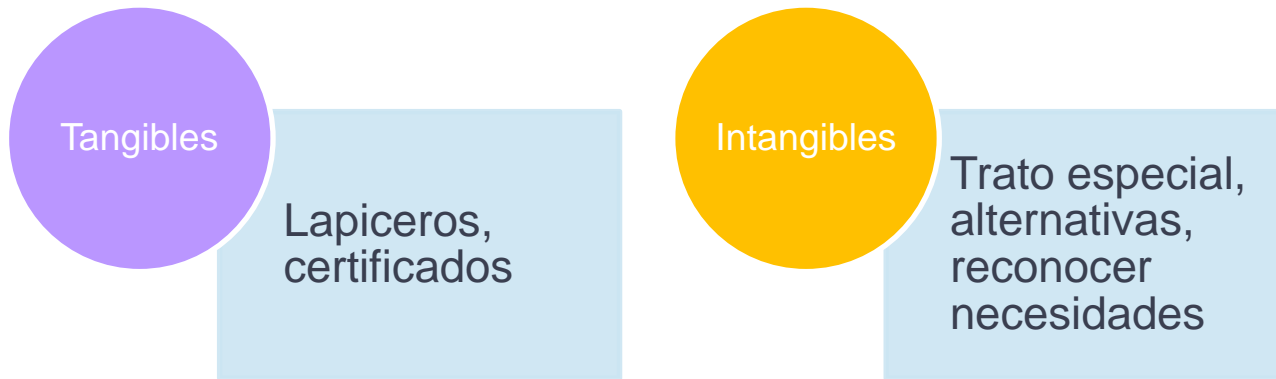 Tangibles
Lapiceros,
certificados
Intangibles
Trato especial,
alternativas,
reconocer
necesidades